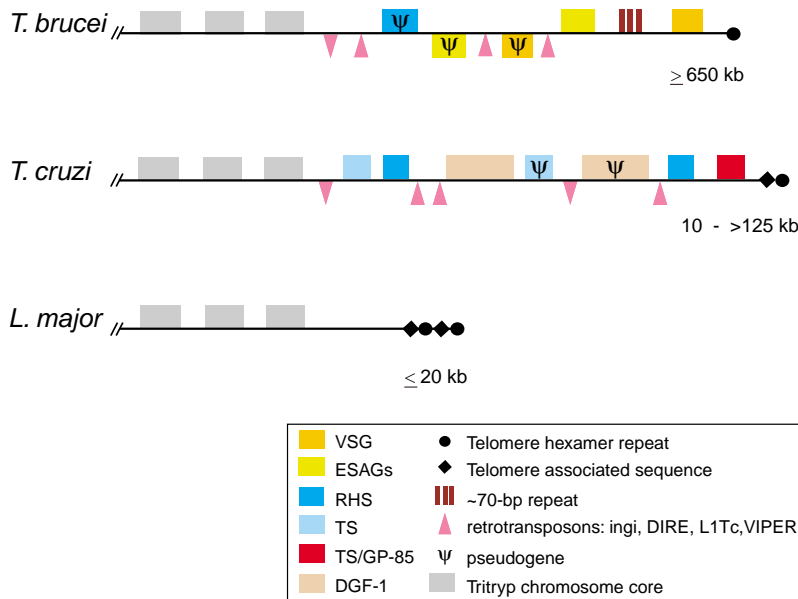 T. brucei
ψ
ψ
ψ
≥ 650 kb
T. cruzi
ψ
ψ
10 - >125 kb
L. major
≤ 20 kb
VSG
Telomere hexamer repeat
ESAGs
Telomere associated sequence
RHS
~70-bp repeat
TS
retrotransposons: ingi, DIRE, L1Tc,VIPER
TS/GP-85
ψ pseudogene
DGF-1
Tritryp chromosome core